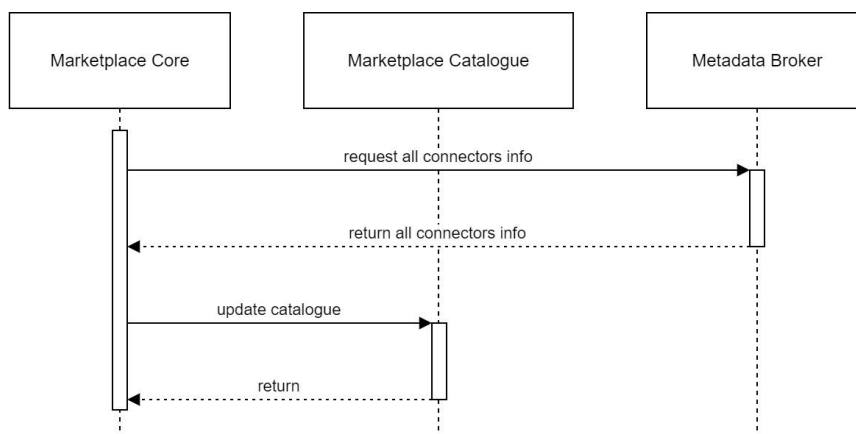 Marketplace Core
Marketplace Catalogue
Metadata Broker
request all connectors info
return all connectors info
update catalogue
return